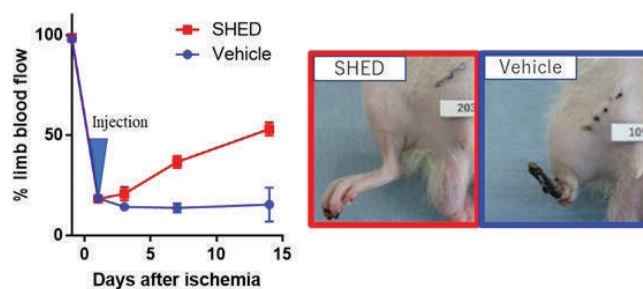 SHED
Vehicle
Injection
% limb blood flow
100
50
0
0
5
10
15
Days after ischemia
SHED
203
Vehicle
109